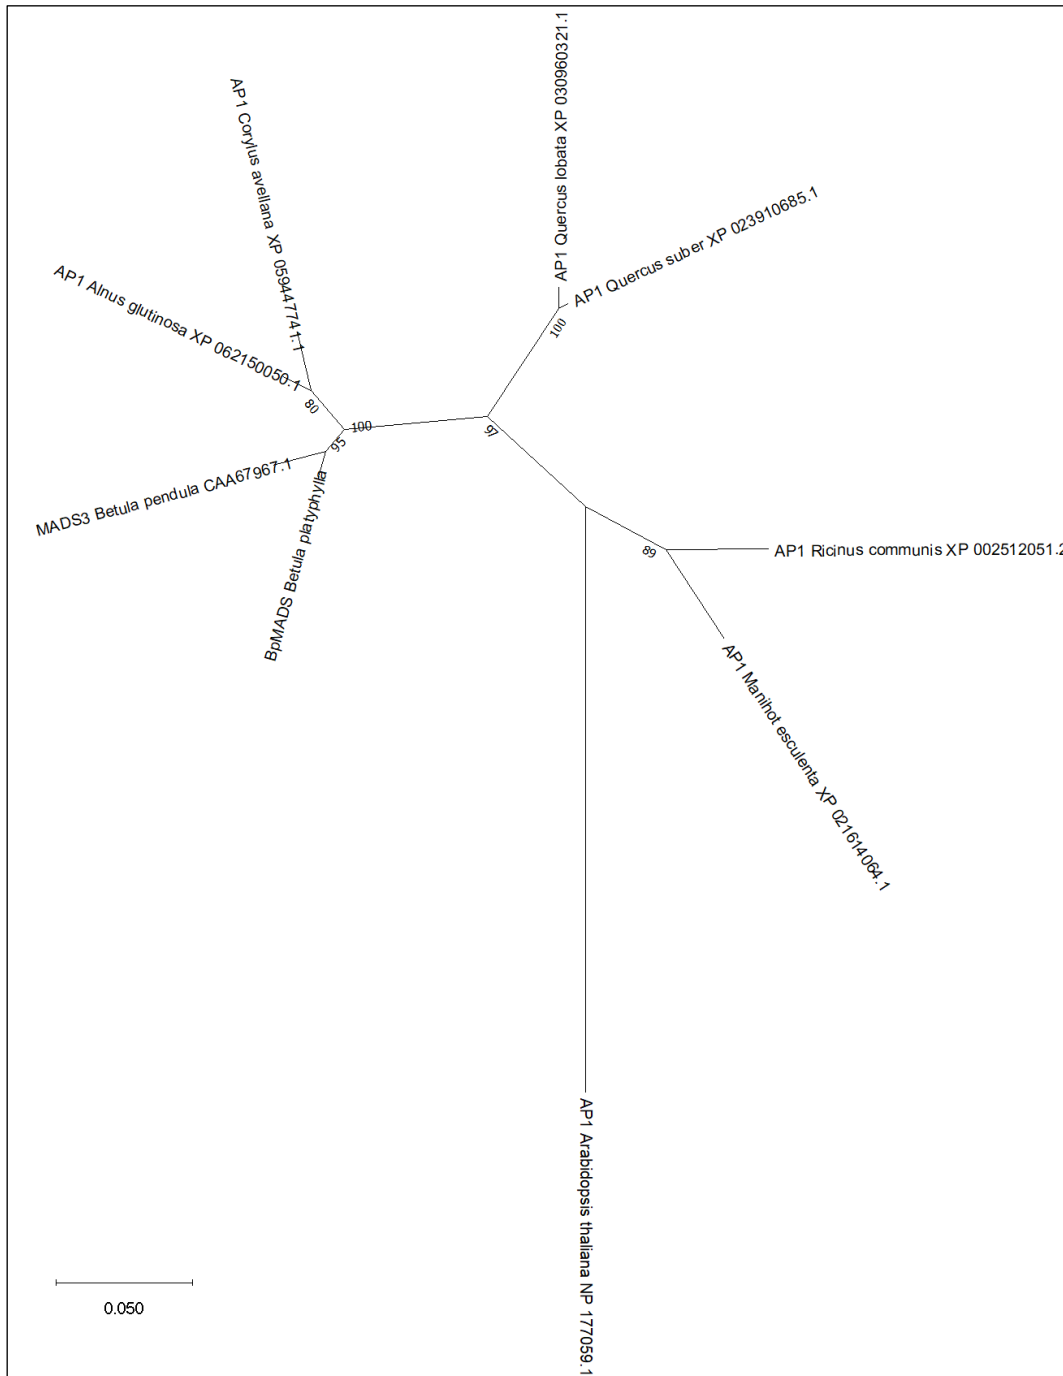 AP1 Quercus lobata XP 030960321.1
AP1 Corylus avellana XP 059447741.1
AP1 Quercus suber XP 023910685.1
AP1 Alnus glutinosa XP 062150050.1
100
80
100
97
95
MADS3 Betula pendula CAA67967.1
BpMADS Betula platyphylla
89
AP1 Ricinus communis XP 002512051.2
AP1 Manihot esculenta XP 021614064.1
AP1 Arabidopsis thaliana NP 177059.1
0.050